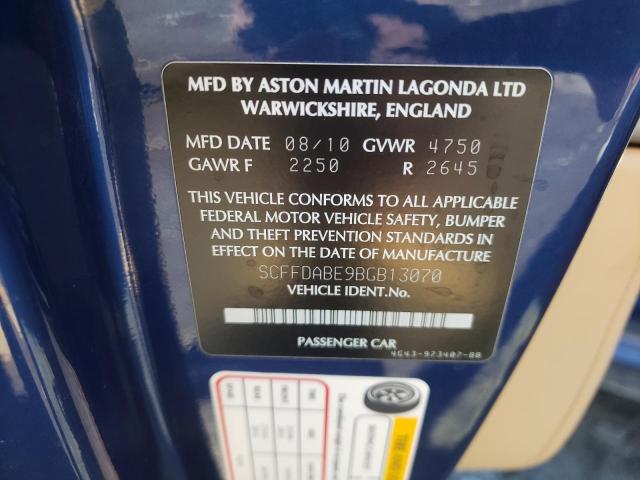 MFD BY ASTON MARTIN LAGONDA LTD
WARWICKSHIRE, ENGLAND
MFD DATE 08/10 GVWR 4750
GAWR F 2250 R 2645
THIS VEHICLE CONFORMS TO ALL APPLICABLE
FEDERAL MOTOR VEHICLE SAFETY, BUMPER
AND THEFT PREVENTION STANDARDS IN
EFFECT ON THE DATE OF MANUFACTURE
SCFFDABE9BGB13070
VEHICLE IDENT.No.
PASSENGER CAR
4G43-973407-BB
TIRE AND